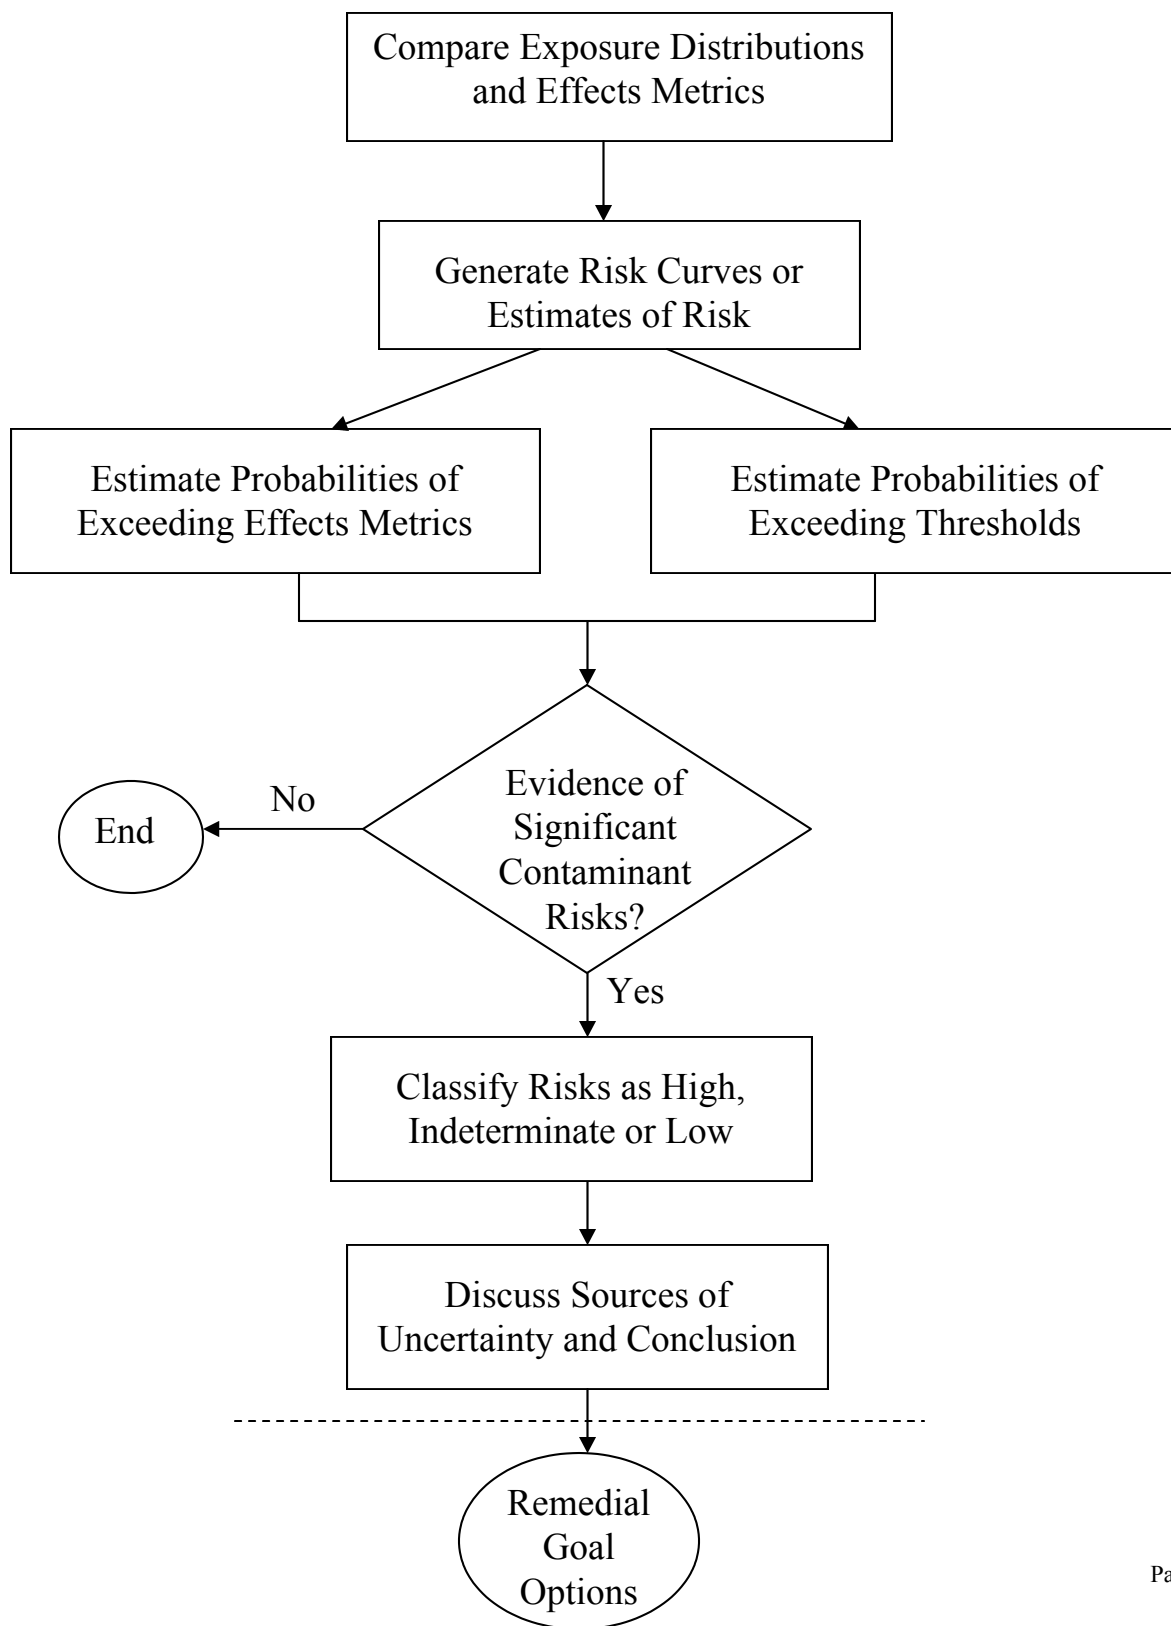 Compare Exposure Distributions
and Effects Metrics
Generate Risk Curves or
Estimates of Risk
Estimate Probabilities of
Exceeding Effects Metrics
Estimate Probabilities of
Exceeding Thresholds
Evidence of
Significant
Contaminant
Risks?
No
End
Yes
Classify Risks as High,
Indeterminate or Low
Discuss Sources of
Uncertainty and Conclusion
Remedial
Goal
Options